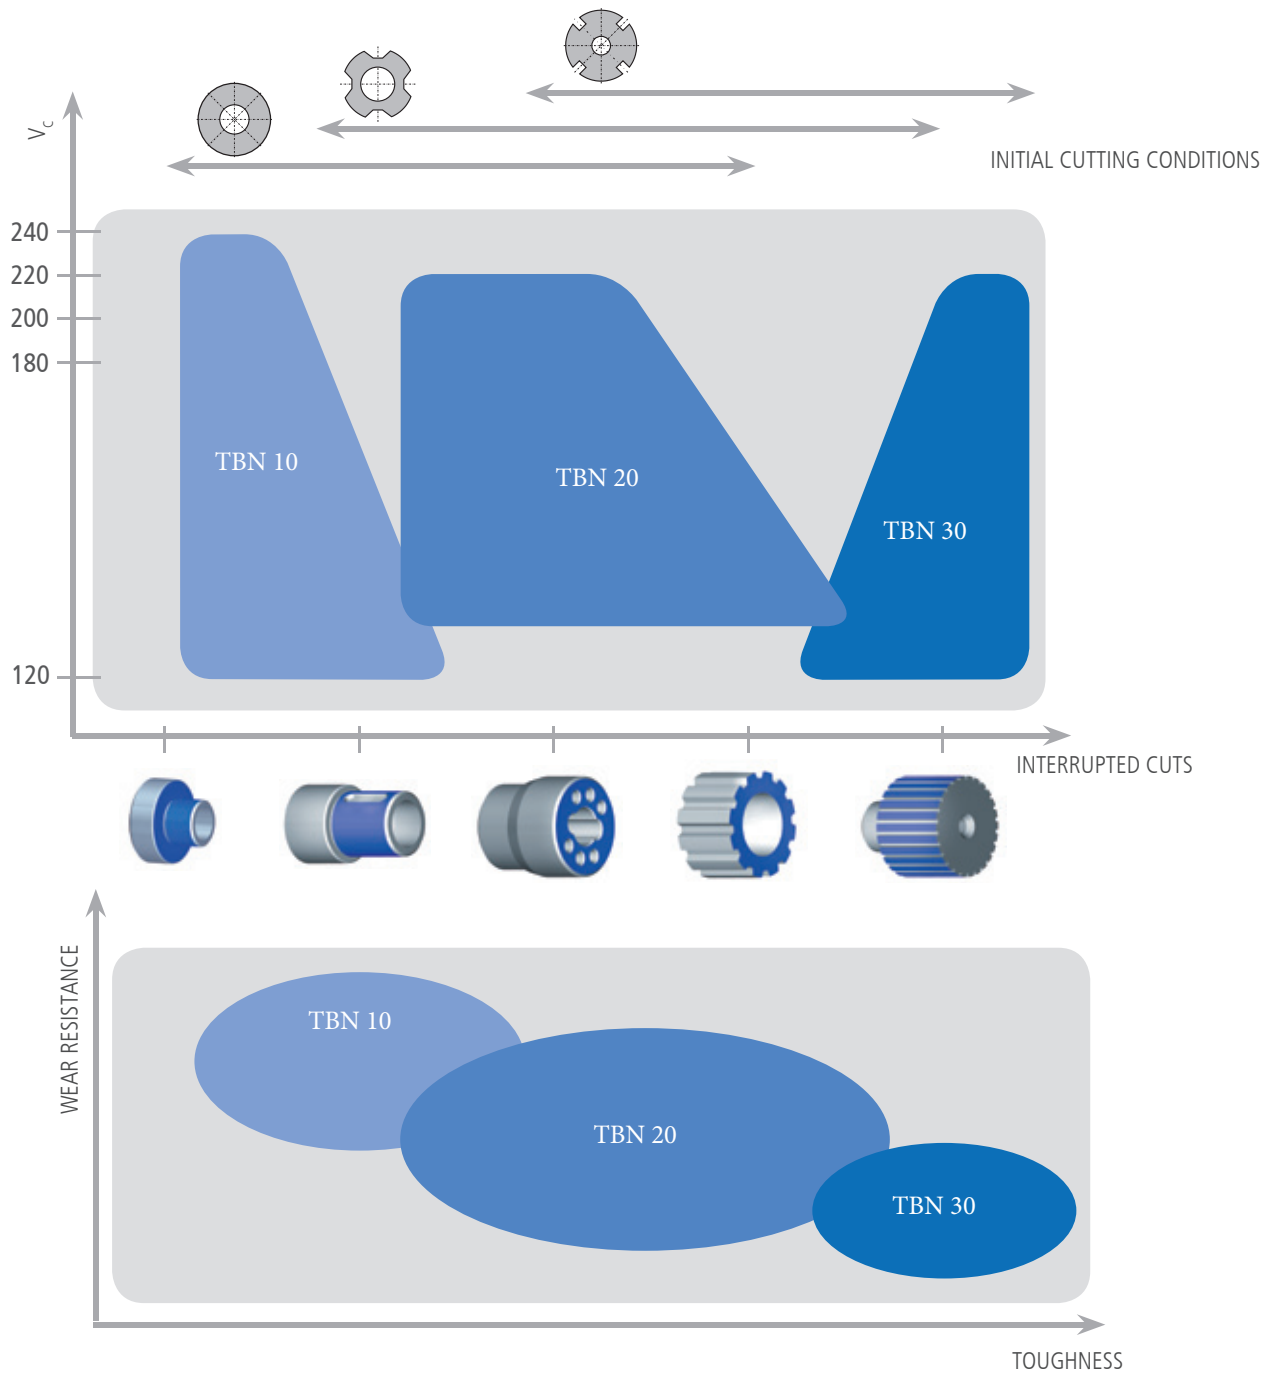 V_C
INITIAL CUTTING CONDITIONS
240
220
200
180
120
TBN 10
TBN 20
TBN 30
INTERRUPTED CUTS
WEAR RESISTANCE
TBN 10
TBN 20
TBN 30
TOUGHNESS